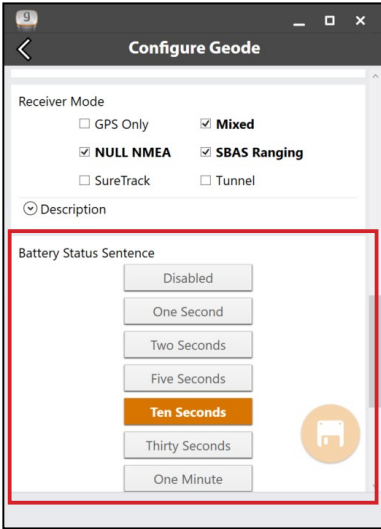 g
Configure Geode
Receiver Mode
GPS Only Mixed
NULL NMEA SBAS Ranging
SureTrack Tunnel
Description
Battery Status Sentence
Disabled
One Second
Two Seconds
Five Seconds
Ten Seconds
Thirty Seconds
One Minute